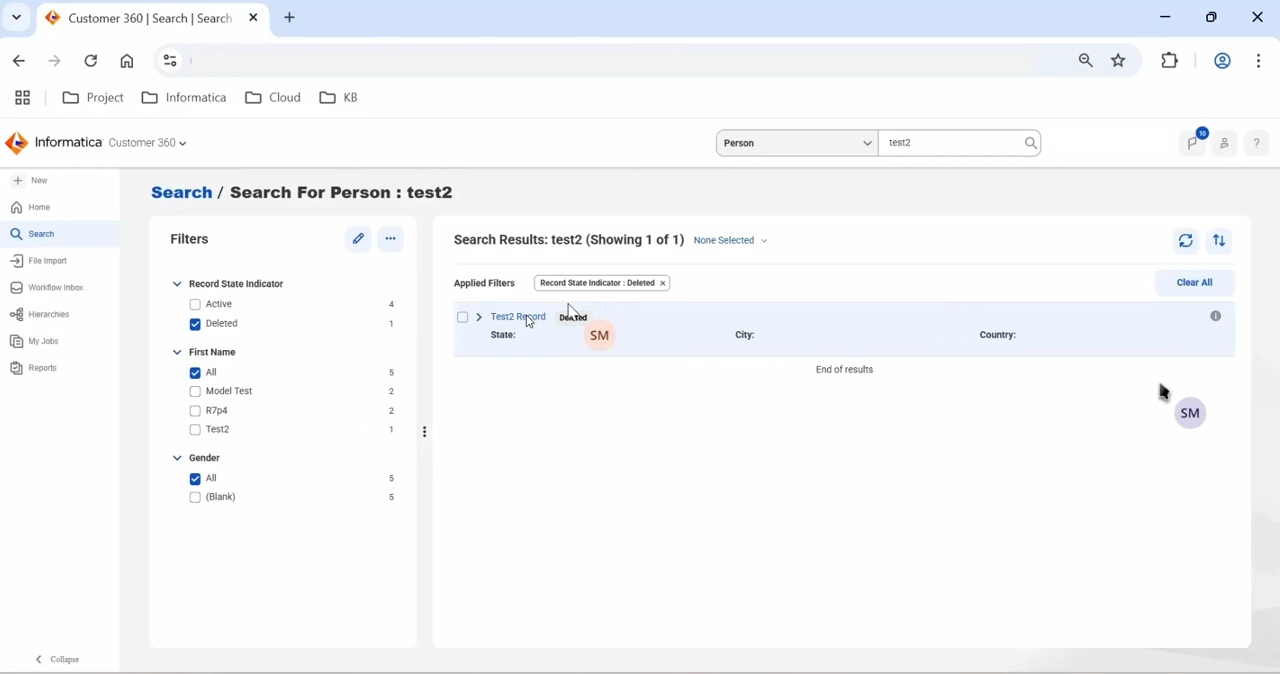 Customer 360 | Search | Search
Project Informatica Cloud KB
Informatica Customer 360
Person test2
10
?
New
Home
Search
File Import
Workflow Inbox
Hierarchies
My Jobs
Reports
Collapse
Search / Search For Person : test2
Filters
Record State Indicator
Active 4
Deleted 1
First Name
All 5
Model Test 2
R7p4 2
Test2 1
Gender
All 5
(Blank) 5
Search Results: test2 (Showing 1 of 1) None Selected
Applied Filters Record State Indicator : Deleted × Clear All
Test2 Record Deleted
State: City: Country:
SM
End of results
SM